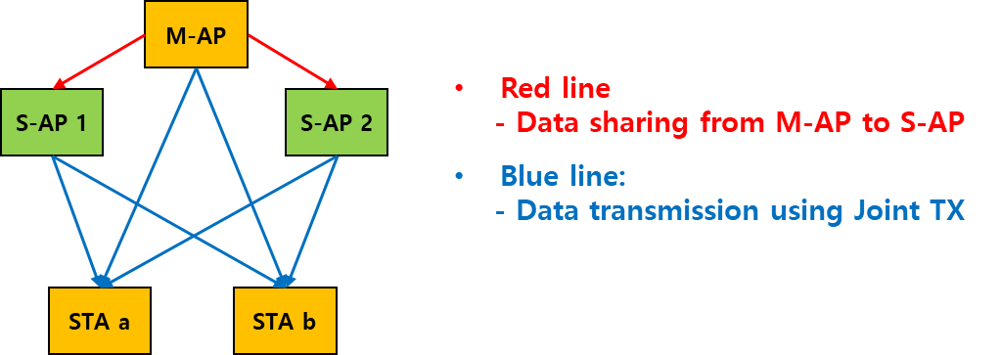 M-AP
S-AP 1
S-AP 2
STA a
STA b
• Red line
- Data sharing from M-AP to S-AP
• Blue line:
- Data transmission using Joint TX